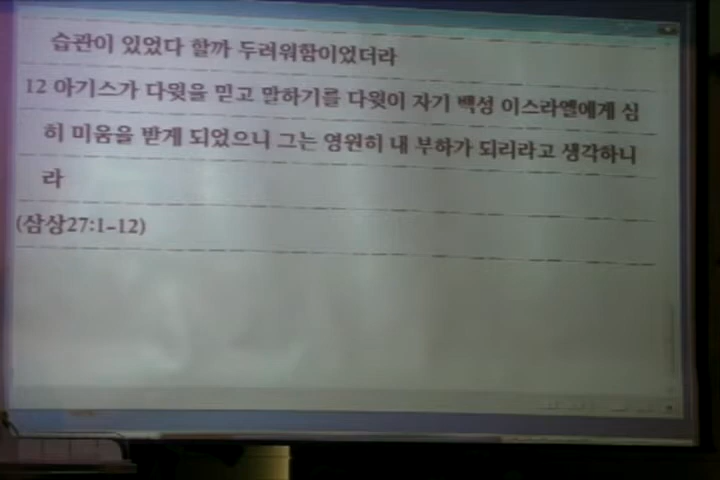 습관이 있었다 할까 두려워함이었더라
12 아기스가 다윗을 믿고 말하기를 다윗이 자기 백성 이스라엘에게 심
히 미움을 받게 되었으니 그는 영원히 내 부하가 되리라고 생각하니
라
(삼상27:1-12)